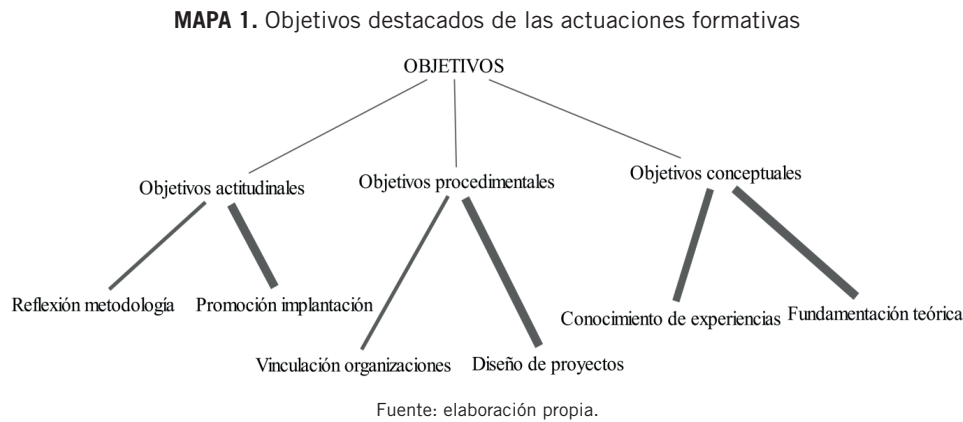 MAPA 1. Objetivos destacados de las actuaciones formativas
OBJETIVOS
Objetivos actitudinales
Objetivos procedimentales
Objetivos conceptuales
Reflexión metodología
Promoción implantación
Vinculación organizaciones
Diseño de proyectos
Conocimiento de experiencias
Fundamentación teórica
Fuente: elaboración propia.